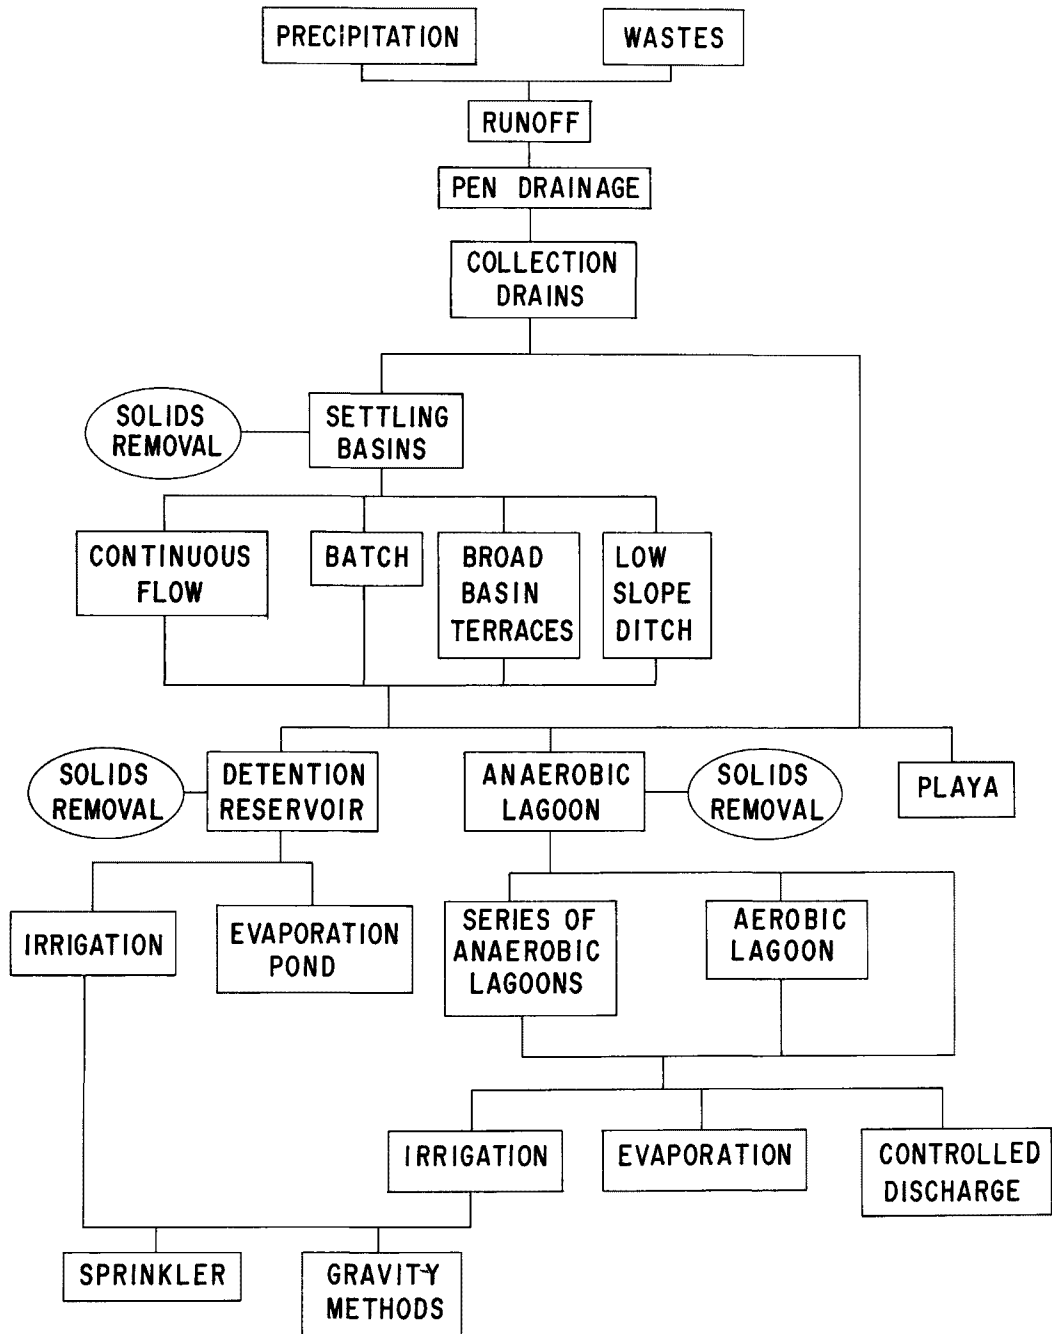 PRECIPITATION
WASTES
RUNOFF
PEN DRAINAGE
COLLECTION
DRAINS
SOLIDS
REMOVAL
SETTLING
BASINS
CONTINUOUS
FLOW
BATCH
BROAD
BASIN
TERRACES
LOW
SLOPE
DITCH
SOLIDS
REMOVAL
DETENTION
RESERVOIR
ANAEROBIC
LAGOON
SOLIDS
REMOVAL
PLAYA
IRRIGATION
EVAPORATION
POND
SERIES OF
ANAEROBIC
LAGOONS
AEROBIC
LAGOON
IRRIGATION
EVAPORATION
CONTROLLED
DISCHARGE
SPRINKLER
GRAVITY
METHODS